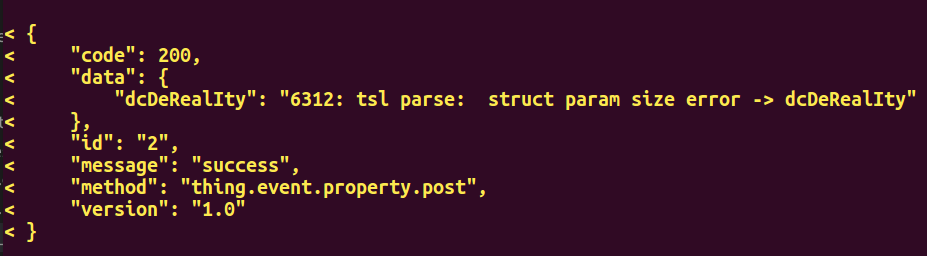 < {
<     "code": 200,
<     "data": {
<         "dcDeRealIty": "6312: tsl parse:  struct param size error -> dcDeRealIty"
<     },
<     "id": "2",
<     "message": "success",
<     "method": "thing.event.property.post",
<     "version": "1.0"
< }